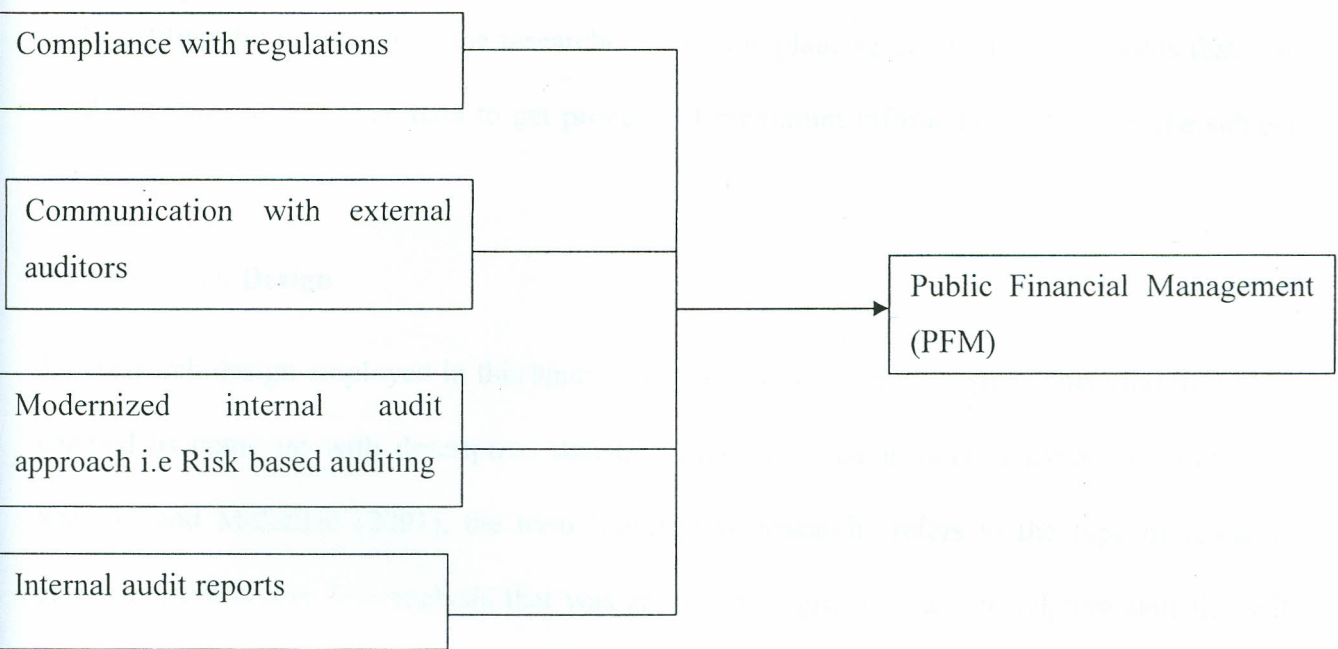 Compliance with regulations
Communication with external
auditors
Modernized internal audit
approach i.e Risk based auditing
Internal audit reports
Public Financial Management
(PFM)